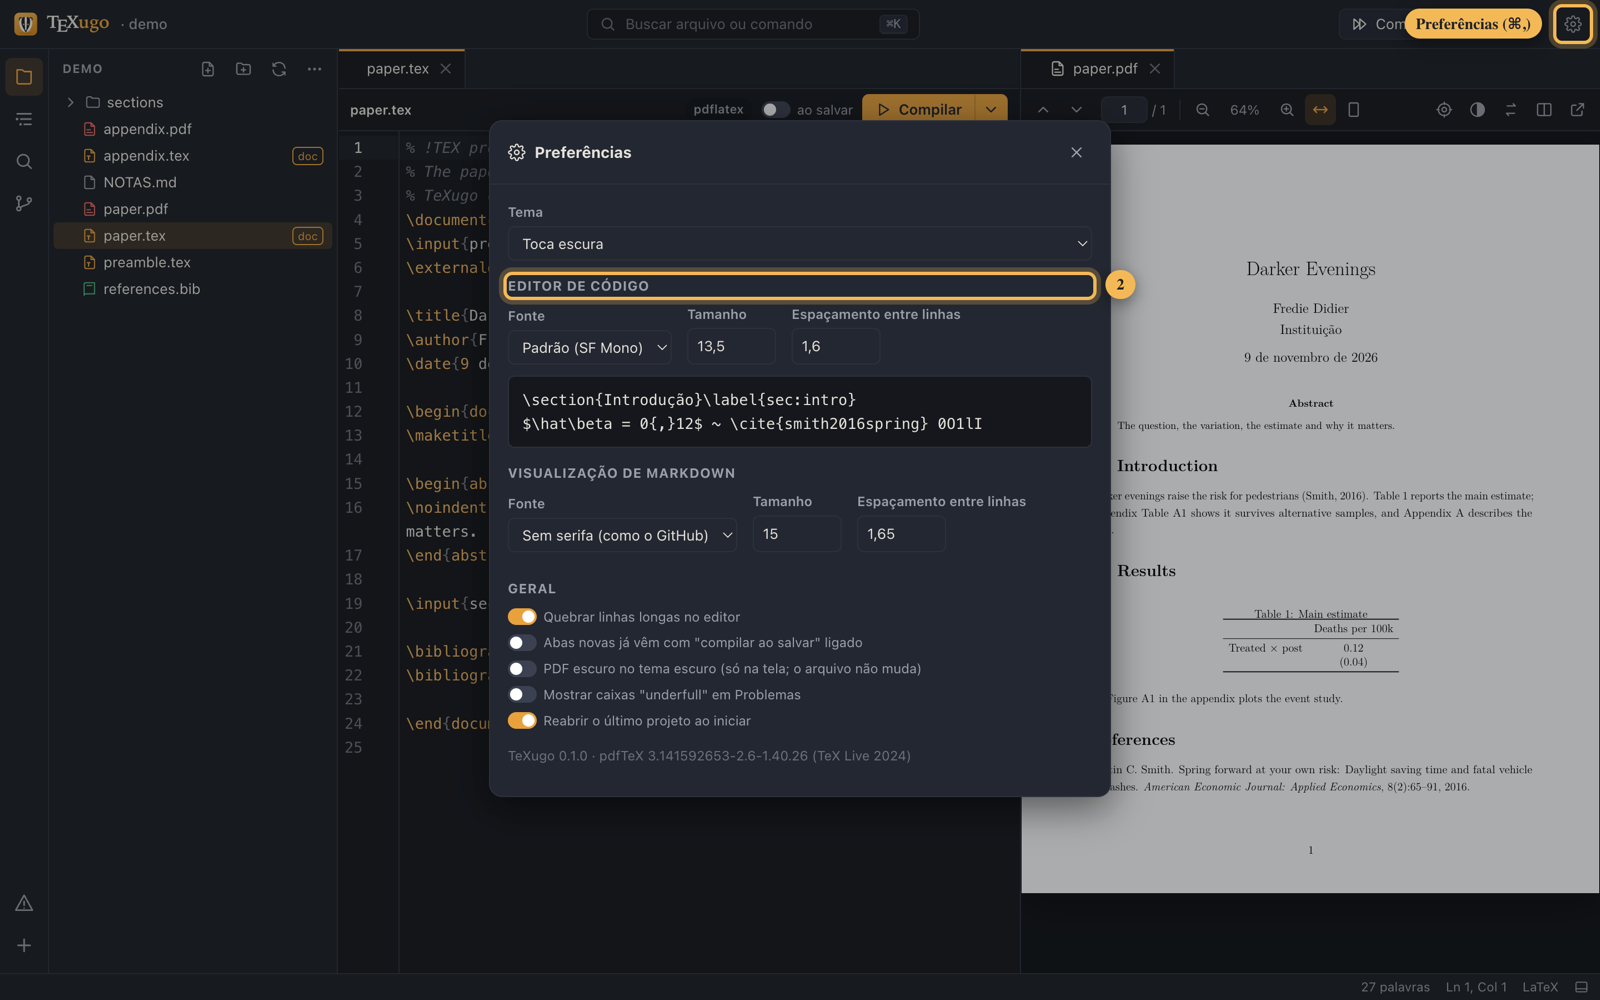 TEXugo · demo
Buscar arquivo ou comando ⌘K
Com
Preferências (⌘,)
DEMO
sections
appendix.pdf
appendix.tex doc
NOTAS.md
paper.pdf
paper.tex doc
preamble.tex
references.bib
paper.tex
paper.tex pdflatex ao salvar Compilar
1 % !TEX pr
2 % The pap
3 % TeXugo
4 \document
5 \input{pr
6 \external
7
8 \title{Da
9 \author{F
10 \date{9 d
11
12 \begin{do
13 \maketitl
14
15 \begin{ab
16 \noindent
matters.
17 \end{abst
18
19 \input{se
20
21 \bibliogra
22 \bibliogra
23
24 \end{docu
25
Preferências
Tema
Toca escura
EDITOR DE CÓDIGO
2
Fonte Tamanho Espaçamento entre linhas
Padrão (SF Mono) 13,5 1,6
\section{Introdução}\label{sec:intro}
$\hat\beta = 0{,}12$ ~ \cite{smith2016spring} 0O1lI
VISUALIZAÇÃO DE MARKDOWN
Fonte Tamanho Espaçamento entre linhas
Sem serifa (como o GitHub) 15 1,65
GERAL
Quebrar linhas longas no editor
Abas novas já vêm com "compilar ao salvar" ligado
PDF escuro no tema escuro (só na tela; o arquivo não muda)
Mostrar caixas "underfull" em Problemas
Reabrir o último projeto ao iniciar
TeXugo 0.1.0 · pdfTeX 3.141592653-2.6-1.40.26 (TeX Live 2024)
paper.pdf
1 / 1 64%
Darker Evenings
Fredie Didier
Instituição
9 de novembro de 2026
Abstract
The question, the variation, the estimate and why it matters.
Introduction
ker evenings raise the risk for pedestrians (Smith, 2016). Table 1 reports the main estimate;
endix Table A1 shows it survives alternative samples, and Appendix A describes the
.
Results
Table 1: Main estimate
Deaths per 100k
Treated × post 0.12
(0.04)
Figure A1 in the appendix plots the event study.
ferences
in C. Smith. Spring forward at your own risk: Daylight saving time and fatal vehicle
ashes. American Economic Journal: Applied Economics, 8(2):65–91, 2016.
1
27 palavras Ln 1, Col 1 LaTeX